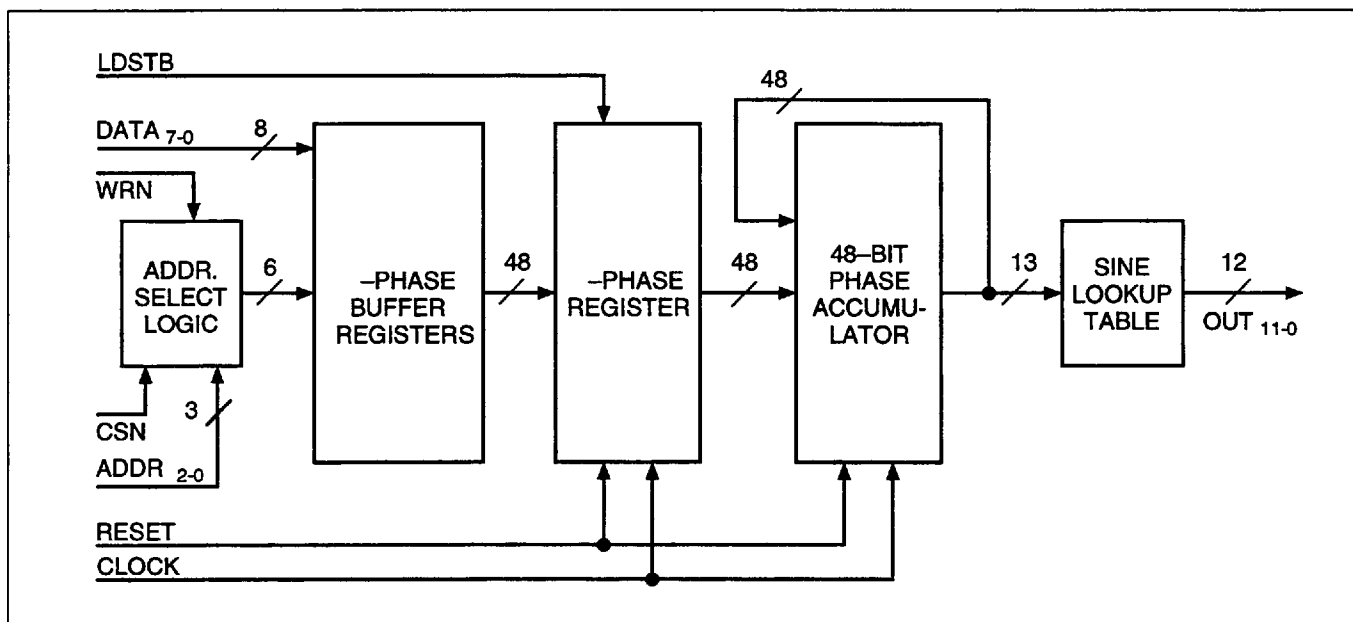 LDSTB
48
DATA 7-0
8
WRN
ADDR.
SELECT
LOGIC
6
–PHASE
BUFFER
REGISTERS
48
–PHASE
REGISTER
48
48–BIT
PHASE
ACCUMU-
LATOR
13
SINE
LOOKUP
TABLE
12
OUT 11-0
3
CSN
ADDR 2-0
RESET
CLOCK